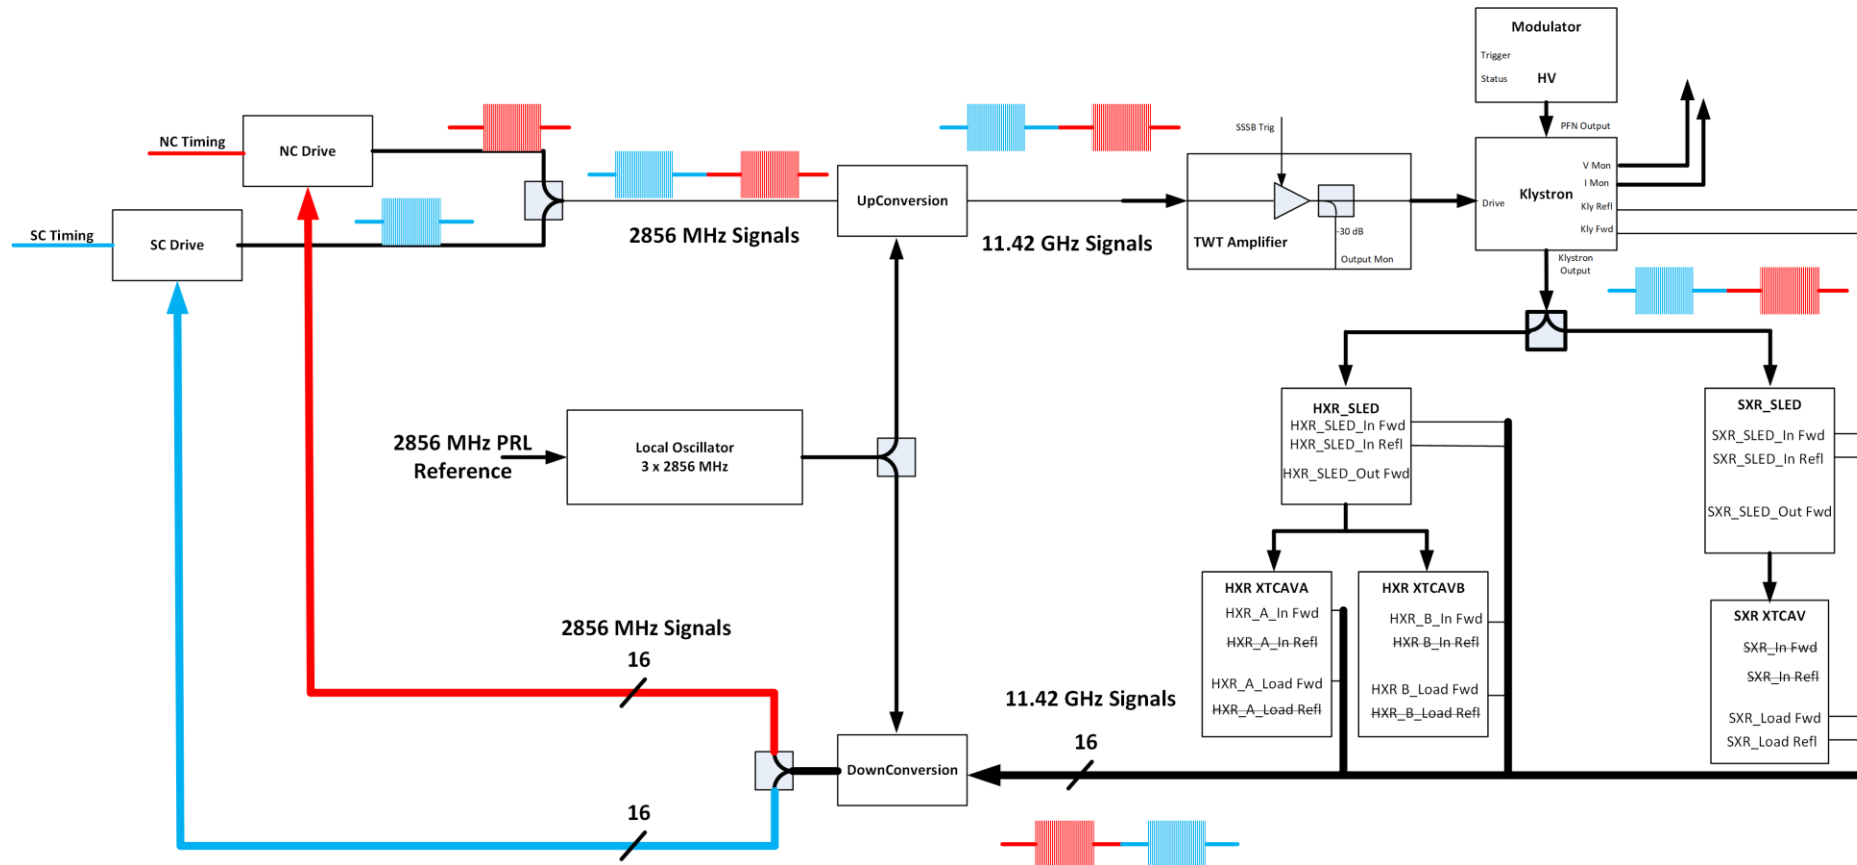 Modulator
Trigger
Status
HV
PFN Output
NC Timing
NC Drive
SC Timing
SC Drive
2856 MHz Signals
UpConversion
11.42 GHz Signals
SSSB Trig
TWT Amplifier
-30 dB
Output Mon
V Mon
I Mon
Klystron
Drive
Kly Refl
Kly Fwd
Klystron
Output
2856 MHz PRL
Reference
Local Oscillator
3 x 2856 MHz
HXR_SLED
HXR_SLED_In Fwd
HXR_SLED_In Refl
HXR_SLED_Out Fwd
SXR_SLED
SXR_SLED_In Fwd
SXR_SLED_In Refl
SXR_SLED_Out Fwd
HXR XTCAVA
HXR_A_In Fwd
HXR_A_In Refl
HXR_A_Load Fwd
HXR_A_Load Refl
HXR XTCAVB
HXR_B_In Fwd
HXR B_In Refl
HXR B_Load Fwd
HXR_B_Load Refl
SXR XTCAV
SXR_In Fwd
SXR_In Refl
SXR_Load Fwd
SXR_Load Refl
2856 MHz Signals
16
11.42 GHz Signals
16
DownConversion
16